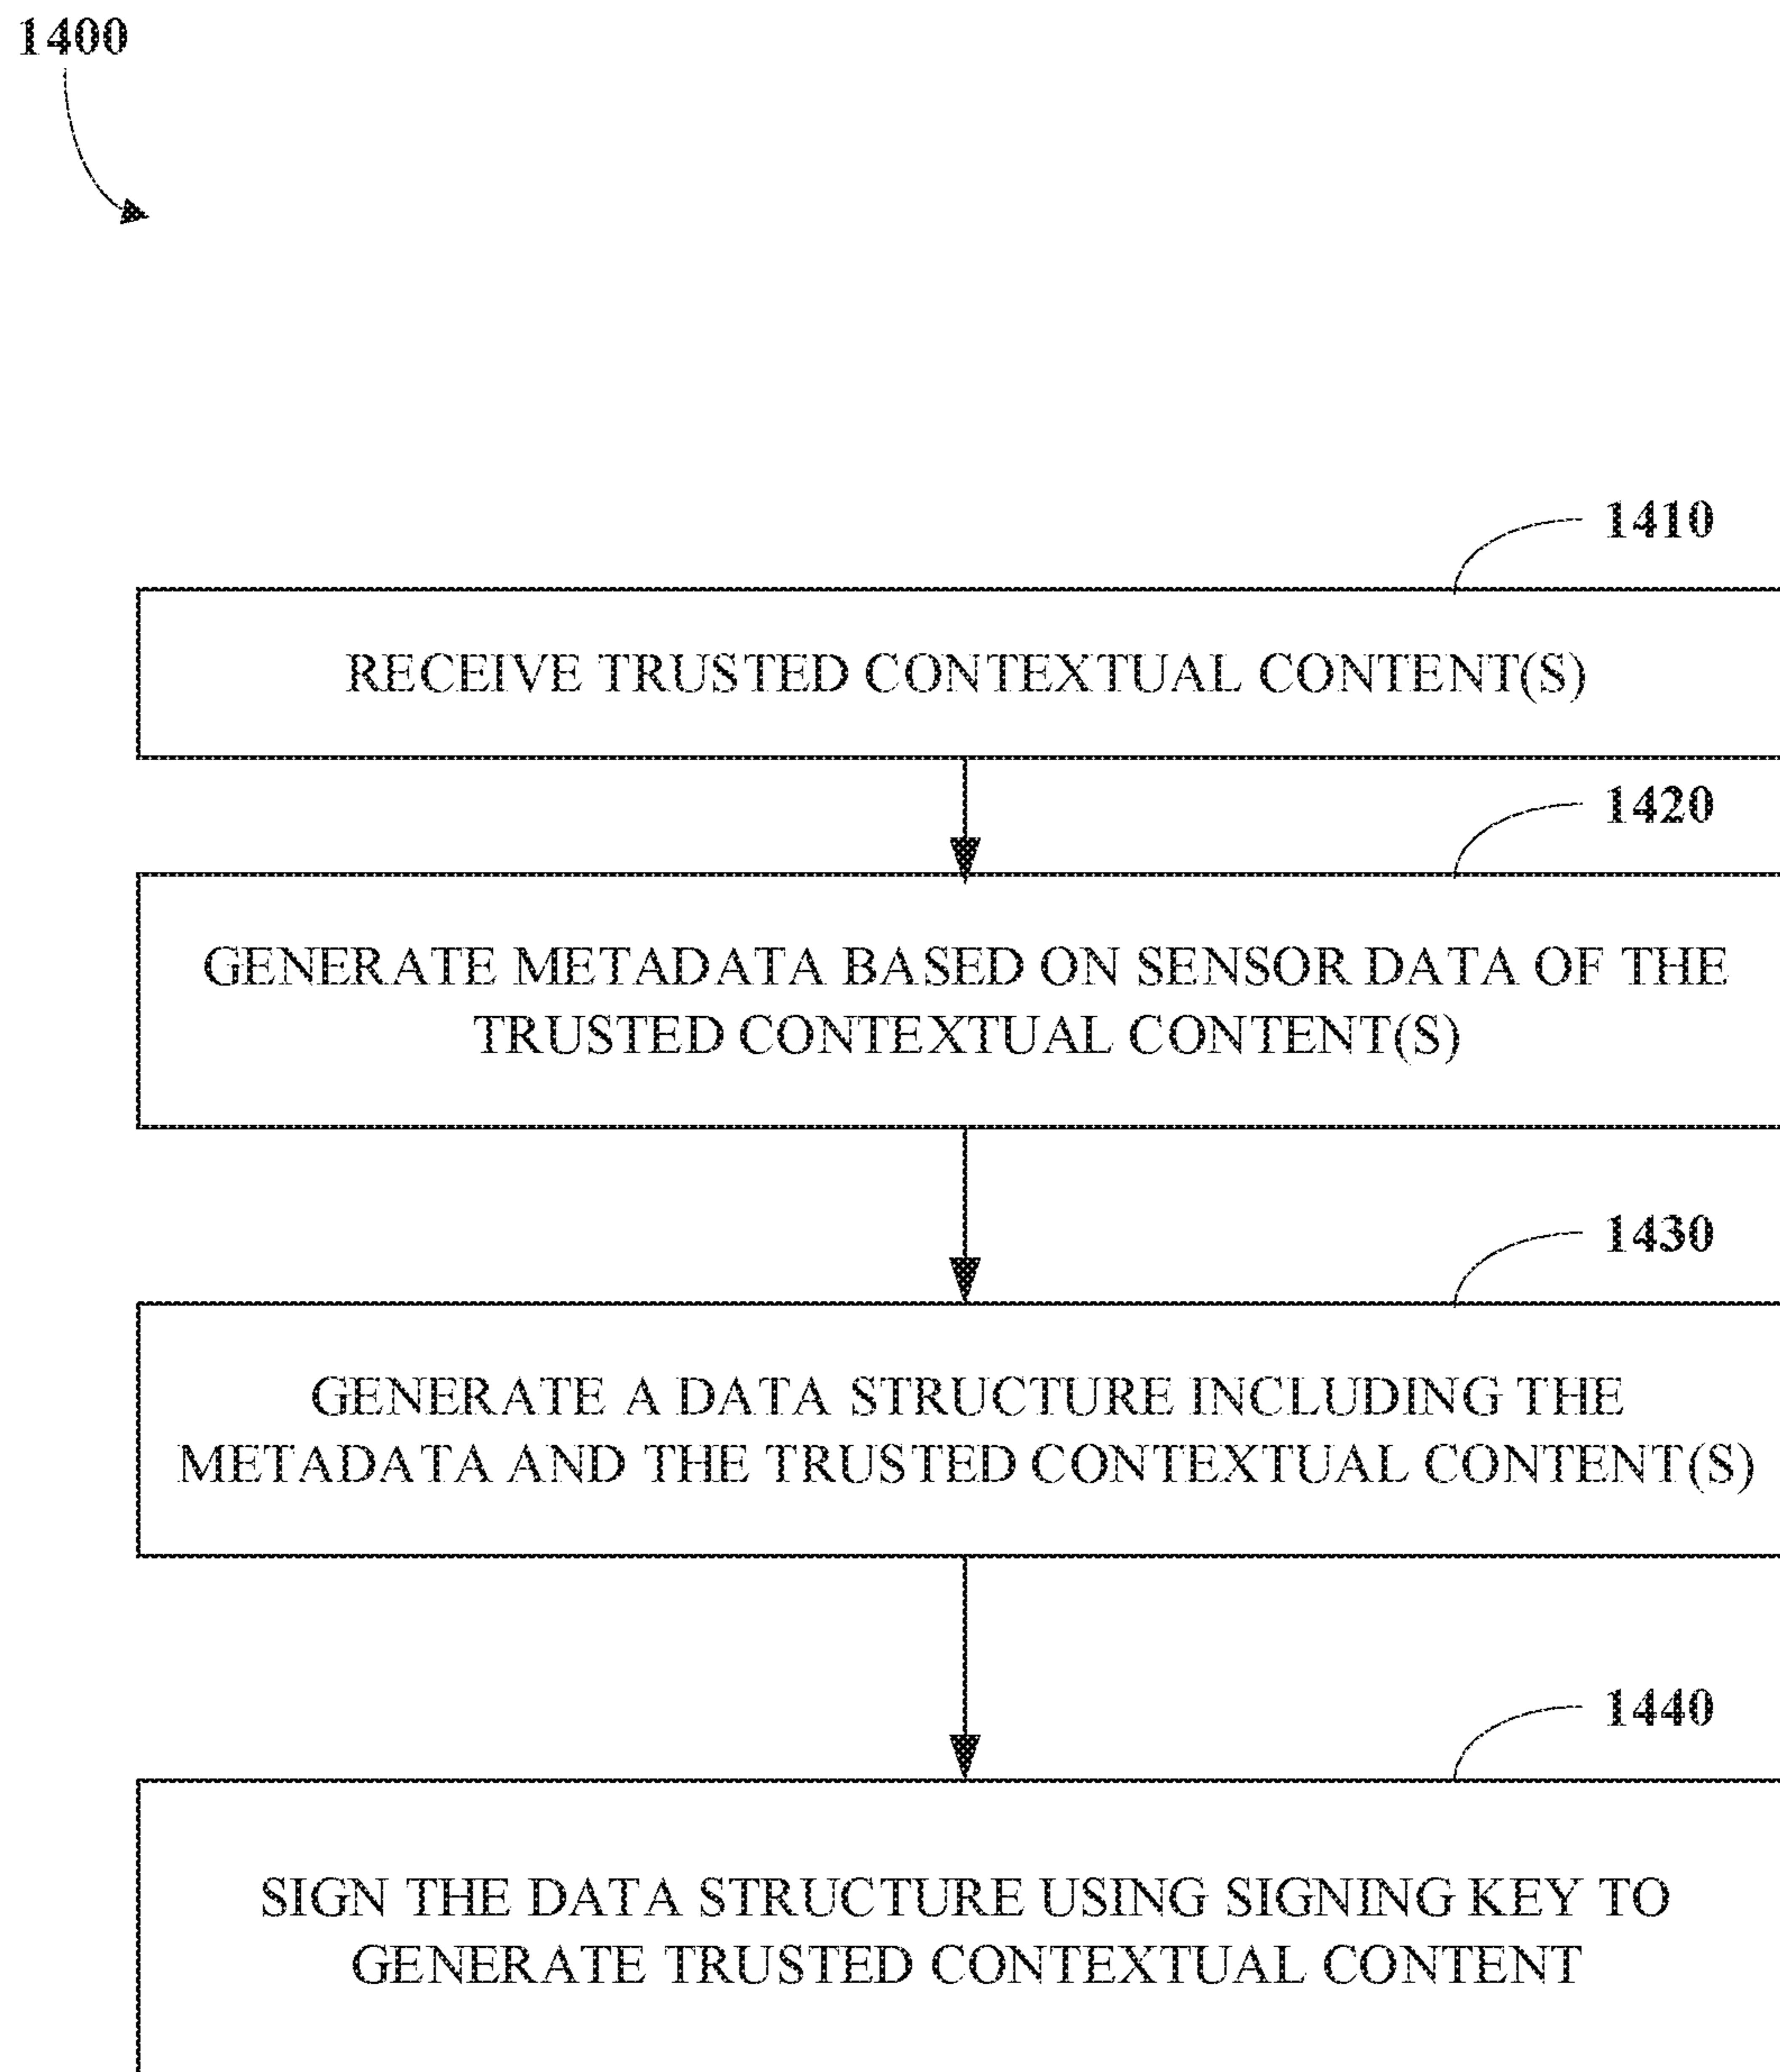 1400
1410
RECEIVE TRUSTED CONTEXTUAL CONTENT(S)
1420
GENERATE METADATA BASED ON SENSOR DATA OF THE
TRUSTED CONTEXTUAL CONTENT(S)
1430
GENERATE A DATA STRUCTURE INCLUDING THE
METADATA AND THE TRUSTED CONTEXTUAL CONTENT(S)
1440
SIGN THE DATA STRUCTURE USING SIGNING KEY TO
GENERATE TRUSTED CONTEXTUAL CONTENT